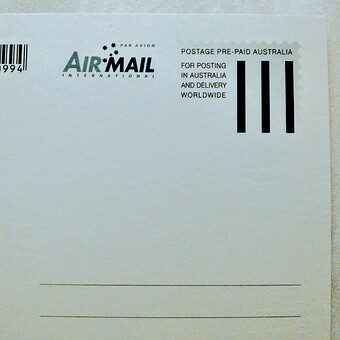 PAR AVION
AIR MAIL
INTERNATIONAL
POSTAGE PRE-PAID AUSTRALIA
FOR POSTING
IN AUSTRALIA
AND DELIVERY
WORLDWIDE
994